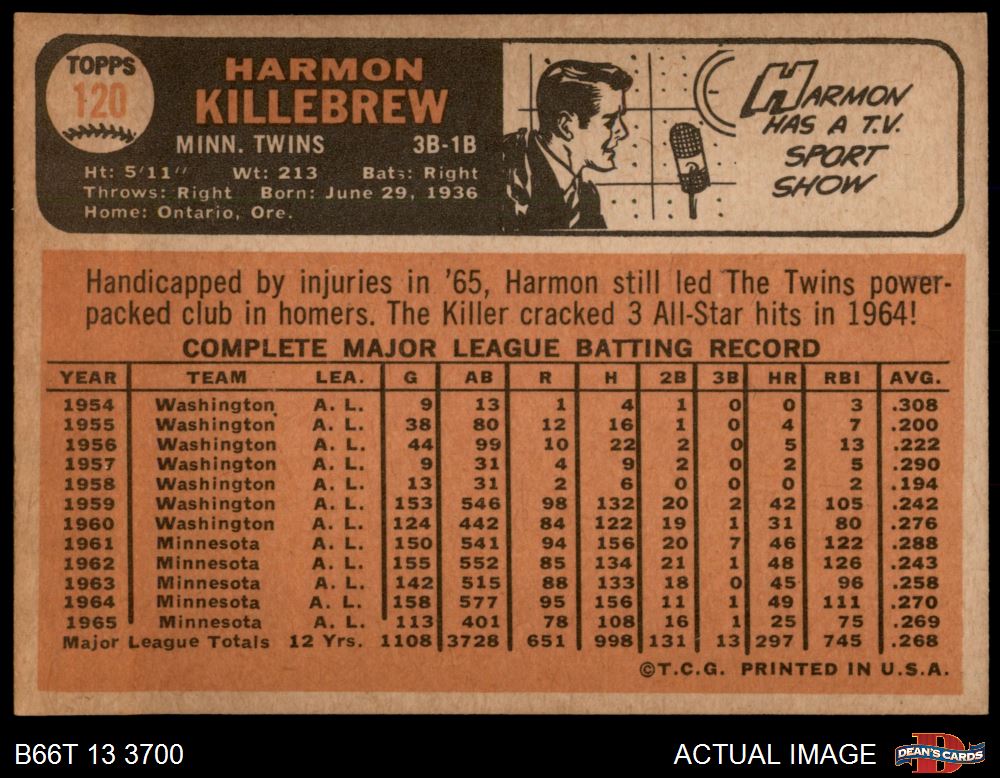 TOPPS
120
HARMON
KILLEBREW
MINN. TWINS 3B-1B
Ht: 5'11" Wt: 213 Bats: Right
Throws: Right Born: June 29, 1936
Home: Ontario, Ore.
HARMON
HAS A T.V.
SPORT
SHOW
Handicapped by injuries in '65, Harmon still led The Twins power-
packed club in homers. The Killer cracked 3 All-Star hits in 1964!
COMPLETE MAJOR LEAGUE BATTING RECORD
YEAR TEAM LEA. G AB R H 2B 3B HR RBI AVG.
1954 Washington A. L. 9 13 1 4 1 0 0 3 .308
1955 Washington A. L. 38 80 12 16 1 0 4 7 .200
1956 Washington A. L. 44 99 10 22 2 0 5 13 .222
1957 Washington A. L. 9 31 4 9 2 0 2 5 .290
1958 Washington A. L. 13 31 2 6 0 0 0 2 .194
1959 Washington A. L. 153 546 98 132 20 2 42 105 .242
1960 Washington A. L. 124 442 84 122 19 1 31 80 .276
1961 Minnesota A. L. 150 541 94 156 20 7 46 122 .288
1962 Minnesota A. L. 155 552 85 134 21 1 48 126 .243
1963 Minnesota A. L. 142 515 88 133 18 0 45 96 .258
1964 Minnesota A. L. 158 577 95 156 11 1 49 111 .270
1965 Minnesota A. L. 113 401 78 108 16 1 25 75 .269
Major League Totals 12 Yrs. 1108 3728 651 998 131 13 297 745 .268
©T.C.G. PRINTED IN U.S.A.
B66T 13 3700 ACTUAL IMAGE DEAN'S CARDS